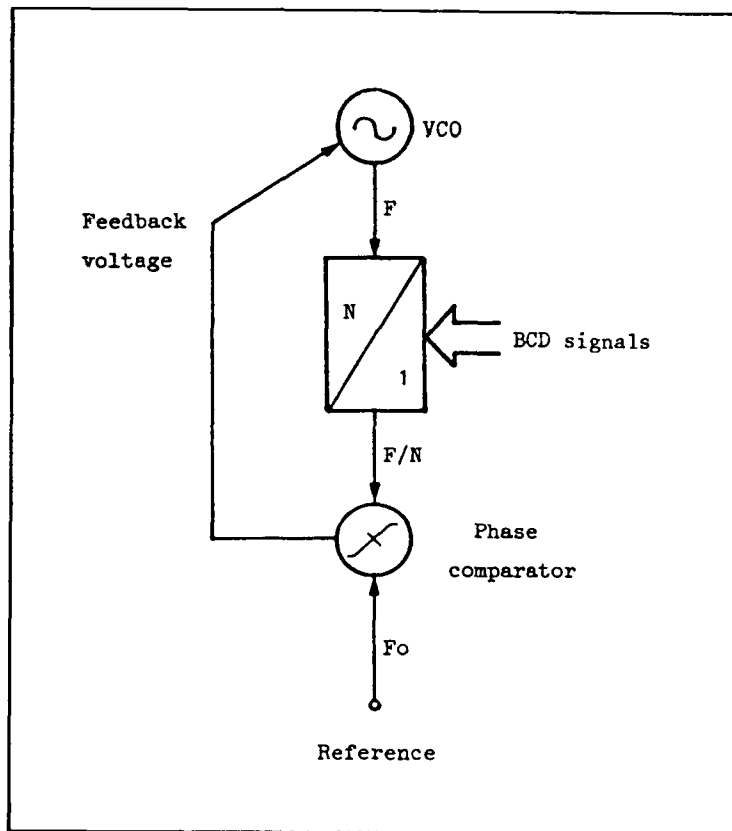 VCO
F
Feedback
voltage
N
1
BCD signals
F/N
Phase
comparator
Fo
Reference